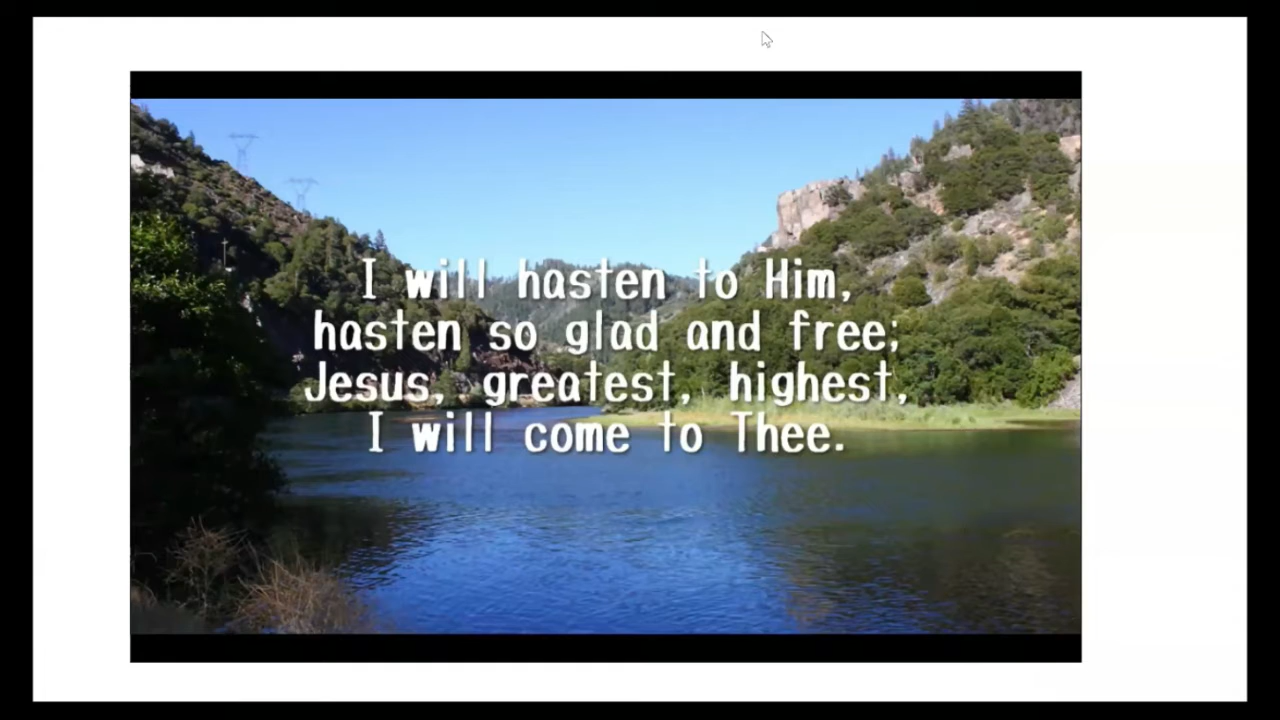 I will hasten to Him,
hasten so glad and free;
Jesus, greatest, highest,
I will come to Thee.